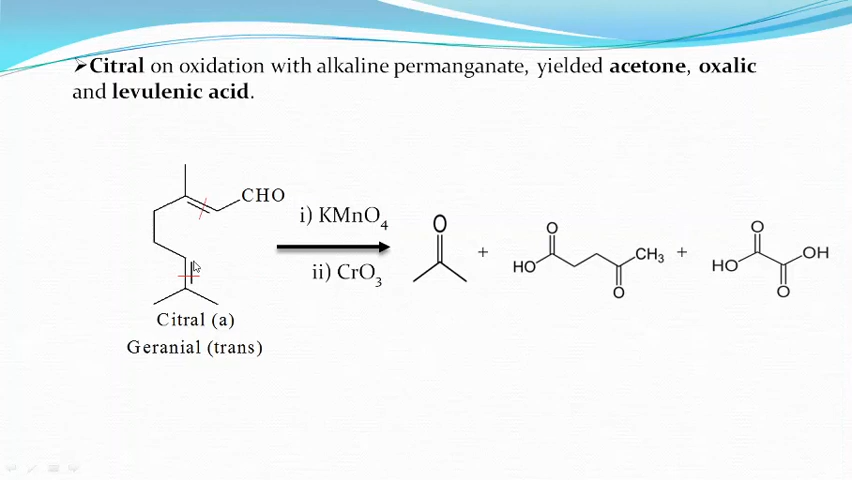 ➢Citral on oxidation with alkaline permanganate, yielded acetone, oxalic
and levulenic acid.
CHO
i) KMnO₄
ii) CrO₃
O
+
O
HO
CH₃
O
+
O
HO
OH
O
Citral (a)
Geranial (trans)